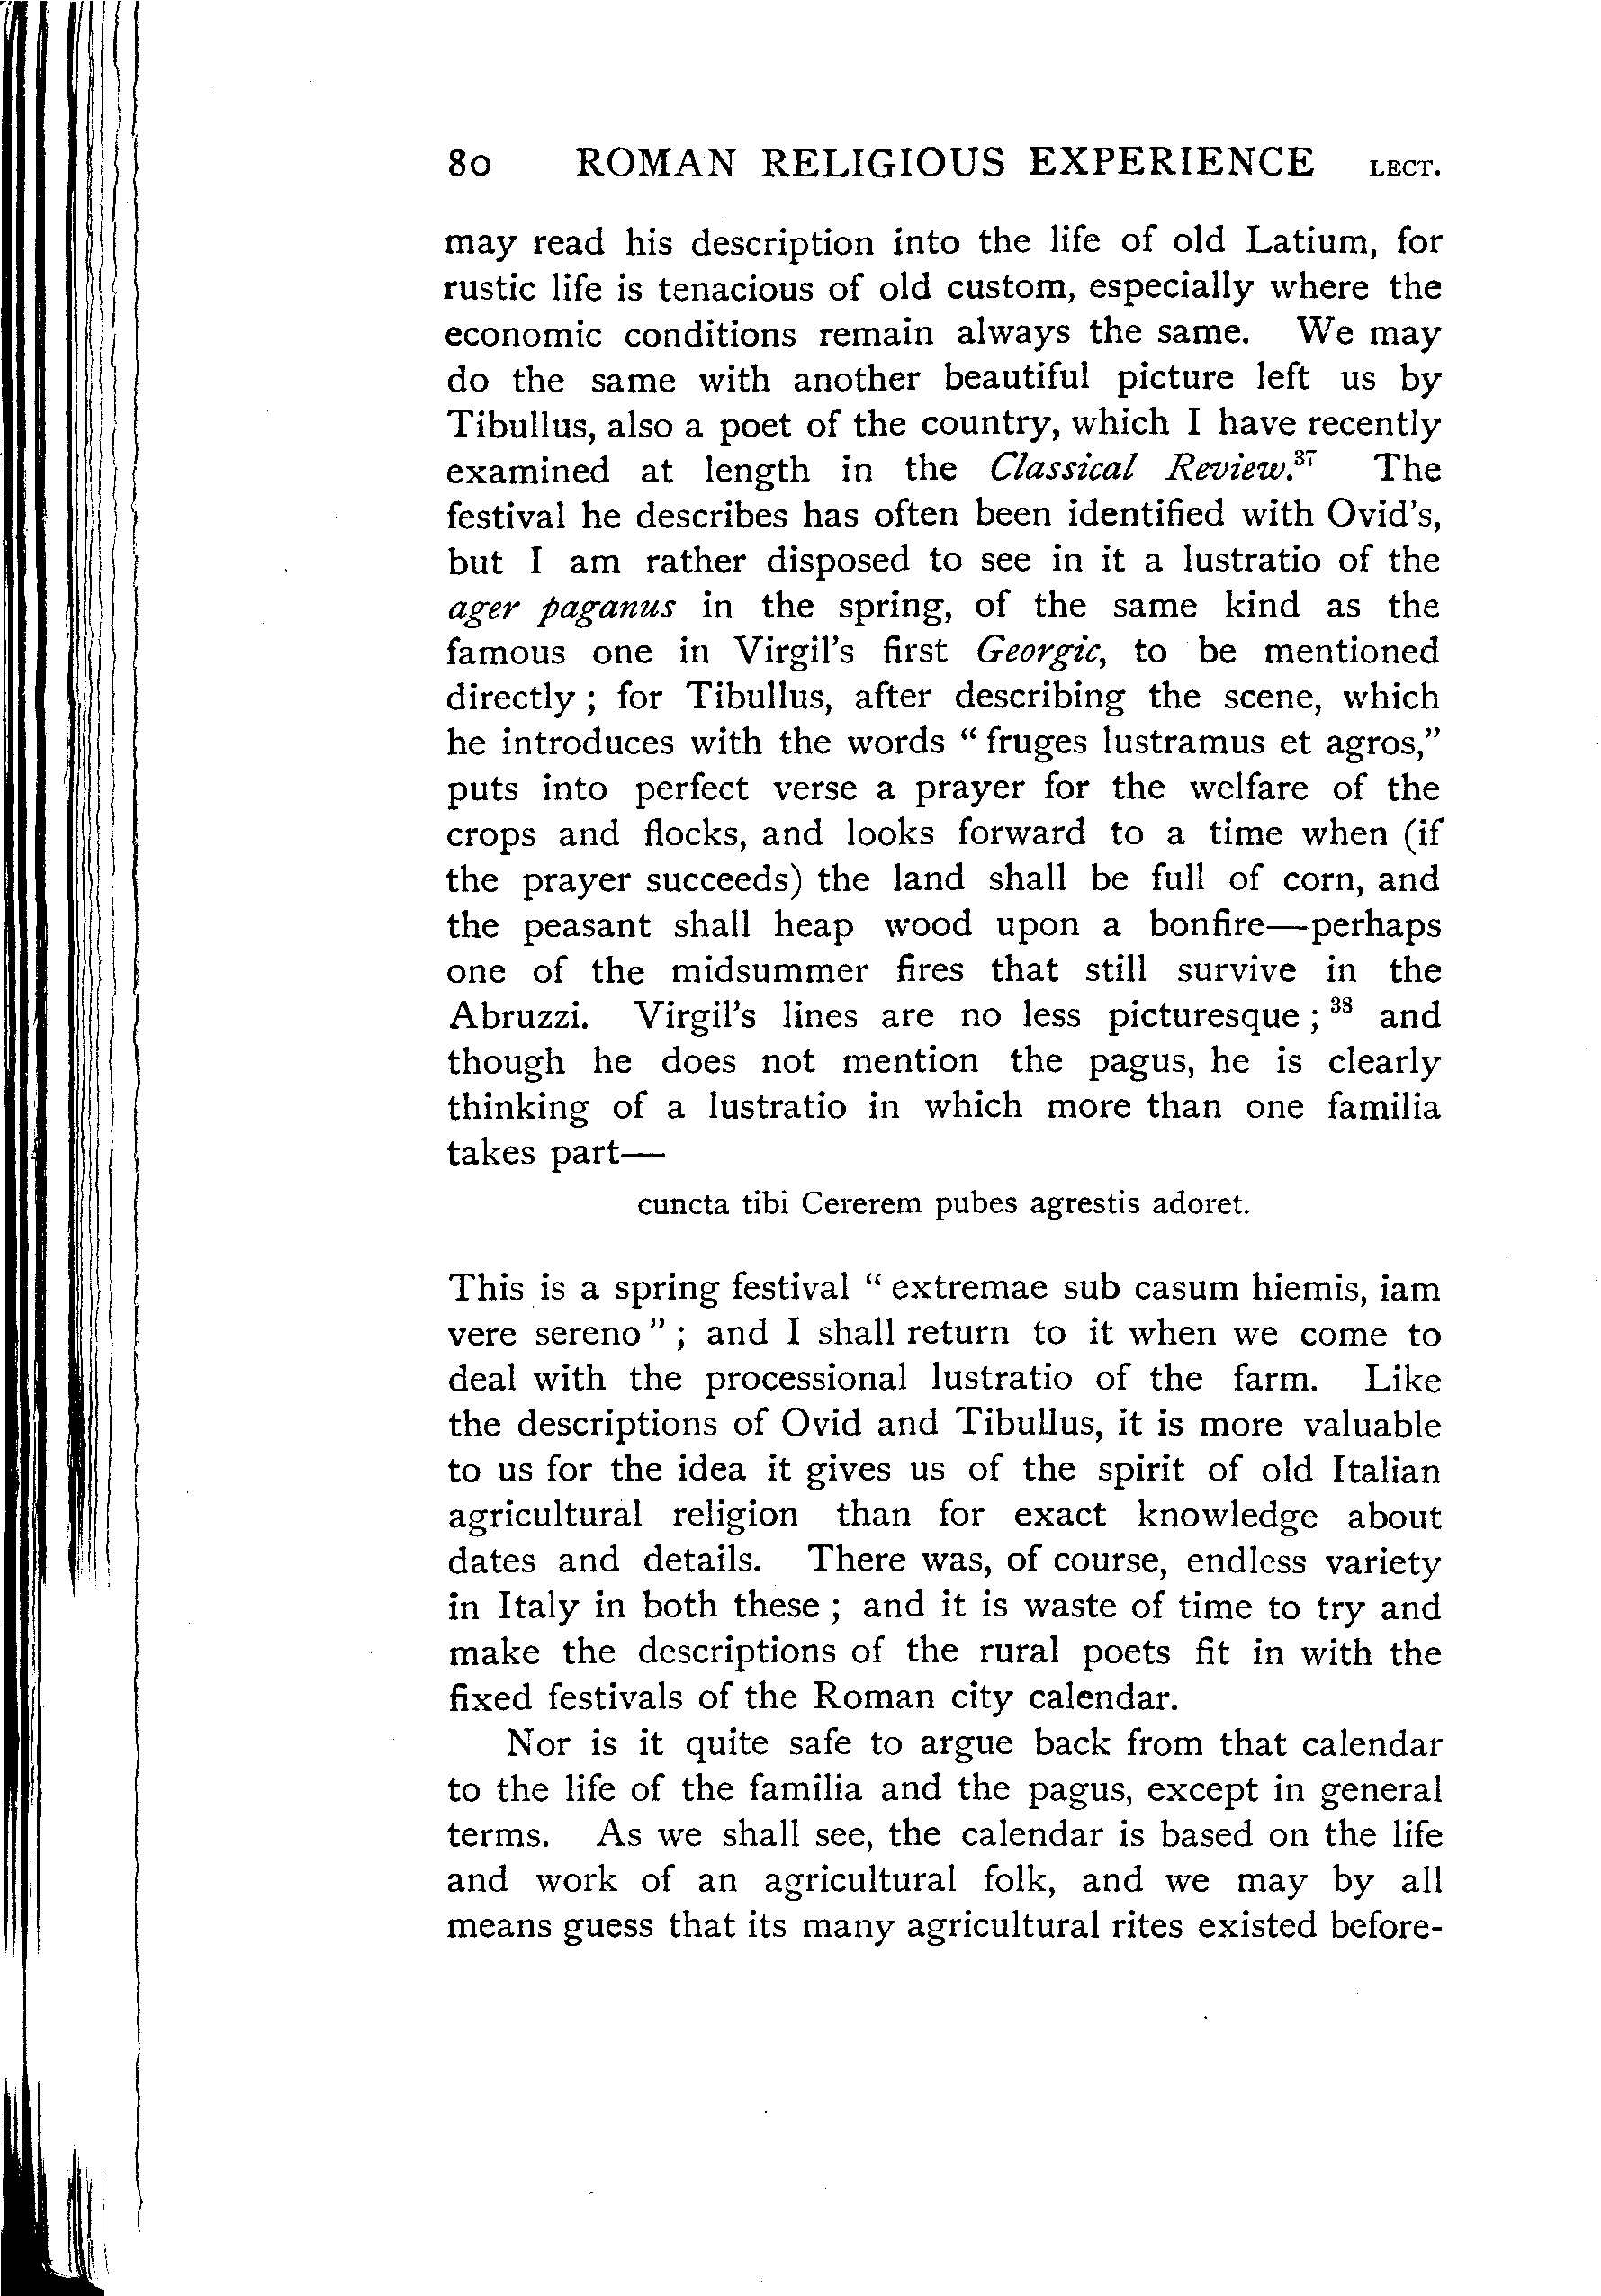 80 ROMAN RELIGIOUS EXPERIENCE LECT.
may read his description into the life of old Latium, for
rustic life is tenacious of old custom, especially where the
economic conditions remain always the same. We may
do the same with another beautiful picture left us by
Tibullus, also a poet of the country, which I have recently
examined at length in the Classical Review.³⁷ The
festival he describes has often been identified with Ovid's,
but I am rather disposed to see in it a lustratio of the
ager paganus in the spring, of the same kind as the
famous one in Virgil's first Georgic, to be mentioned
directly ; for Tibullus, after describing the scene, which
he introduces with the words “ fruges lustramus et agros,”
puts into perfect verse a prayer for the welfare of the
crops and flocks, and looks forward to a time when (if
the prayer succeeds) the land shall be full of corn, and
the peasant shall heap wood upon a bonfire—perhaps
one of the midsummer fires that still survive in the
Abruzzi. Virgil's lines are no less picturesque ; ³⁸ and
though he does not mention the pagus, he is clearly
thinking of a lustratio in which more than one familia
takes part—
cuncta tibi Cererem pubes agrestis adoret.
This is a spring festival “ extremae sub casum hiemis, iam
vere sereno ” ; and I shall return to it when we come to
deal with the processional lustratio of the farm. Like
the descriptions of Ovid and Tibullus, it is more valuable
to us for the idea it gives us of the spirit of old Italian
agricultural religion than for exact knowledge about
dates and details. There was, of course, endless variety
in Italy in both these ; and it is waste of time to try and
make the descriptions of the rural poets fit in with the
fixed festivals of the Roman city calendar.
Nor is it quite safe to argue back from that calendar
to the life of the familia and the pagus, except in general
terms. As we shall see, the calendar is based on the life
and work of an agricultural folk, and we may by all
means guess that its many agricultural rites existed before-